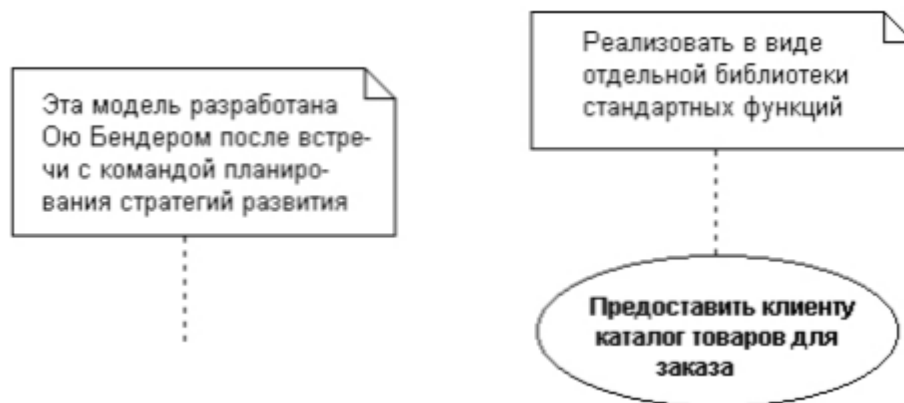 Эта модель разработана
Ою Бендером после встре-
чи с командой планиро-
вания стратегий развития
Реализовать в виде
отдельной библиотеки
стандартных функций
Предоставить клиенту
каталог товаров для
заказа